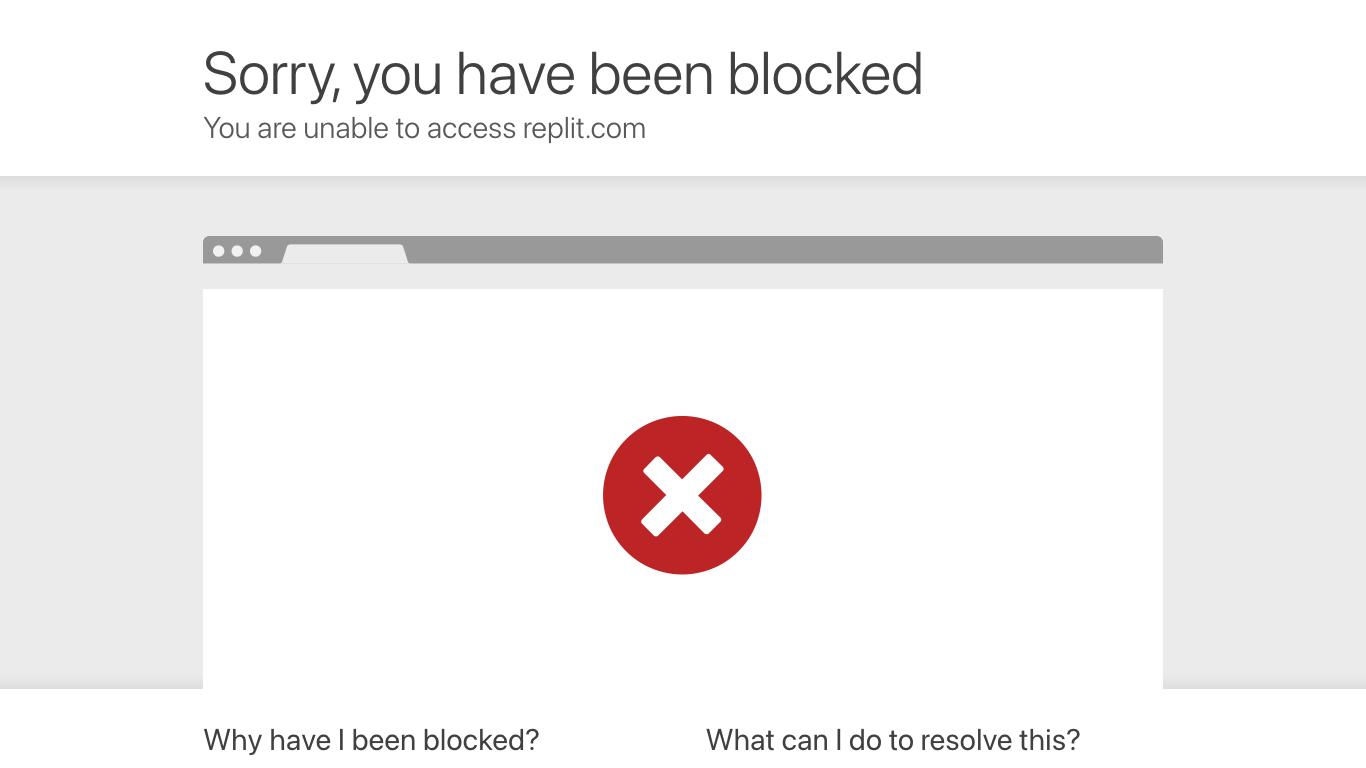 Sorry, you have been blocked
You are unable to access replit.com
Why have I been blocked?
What can I do to resolve this?